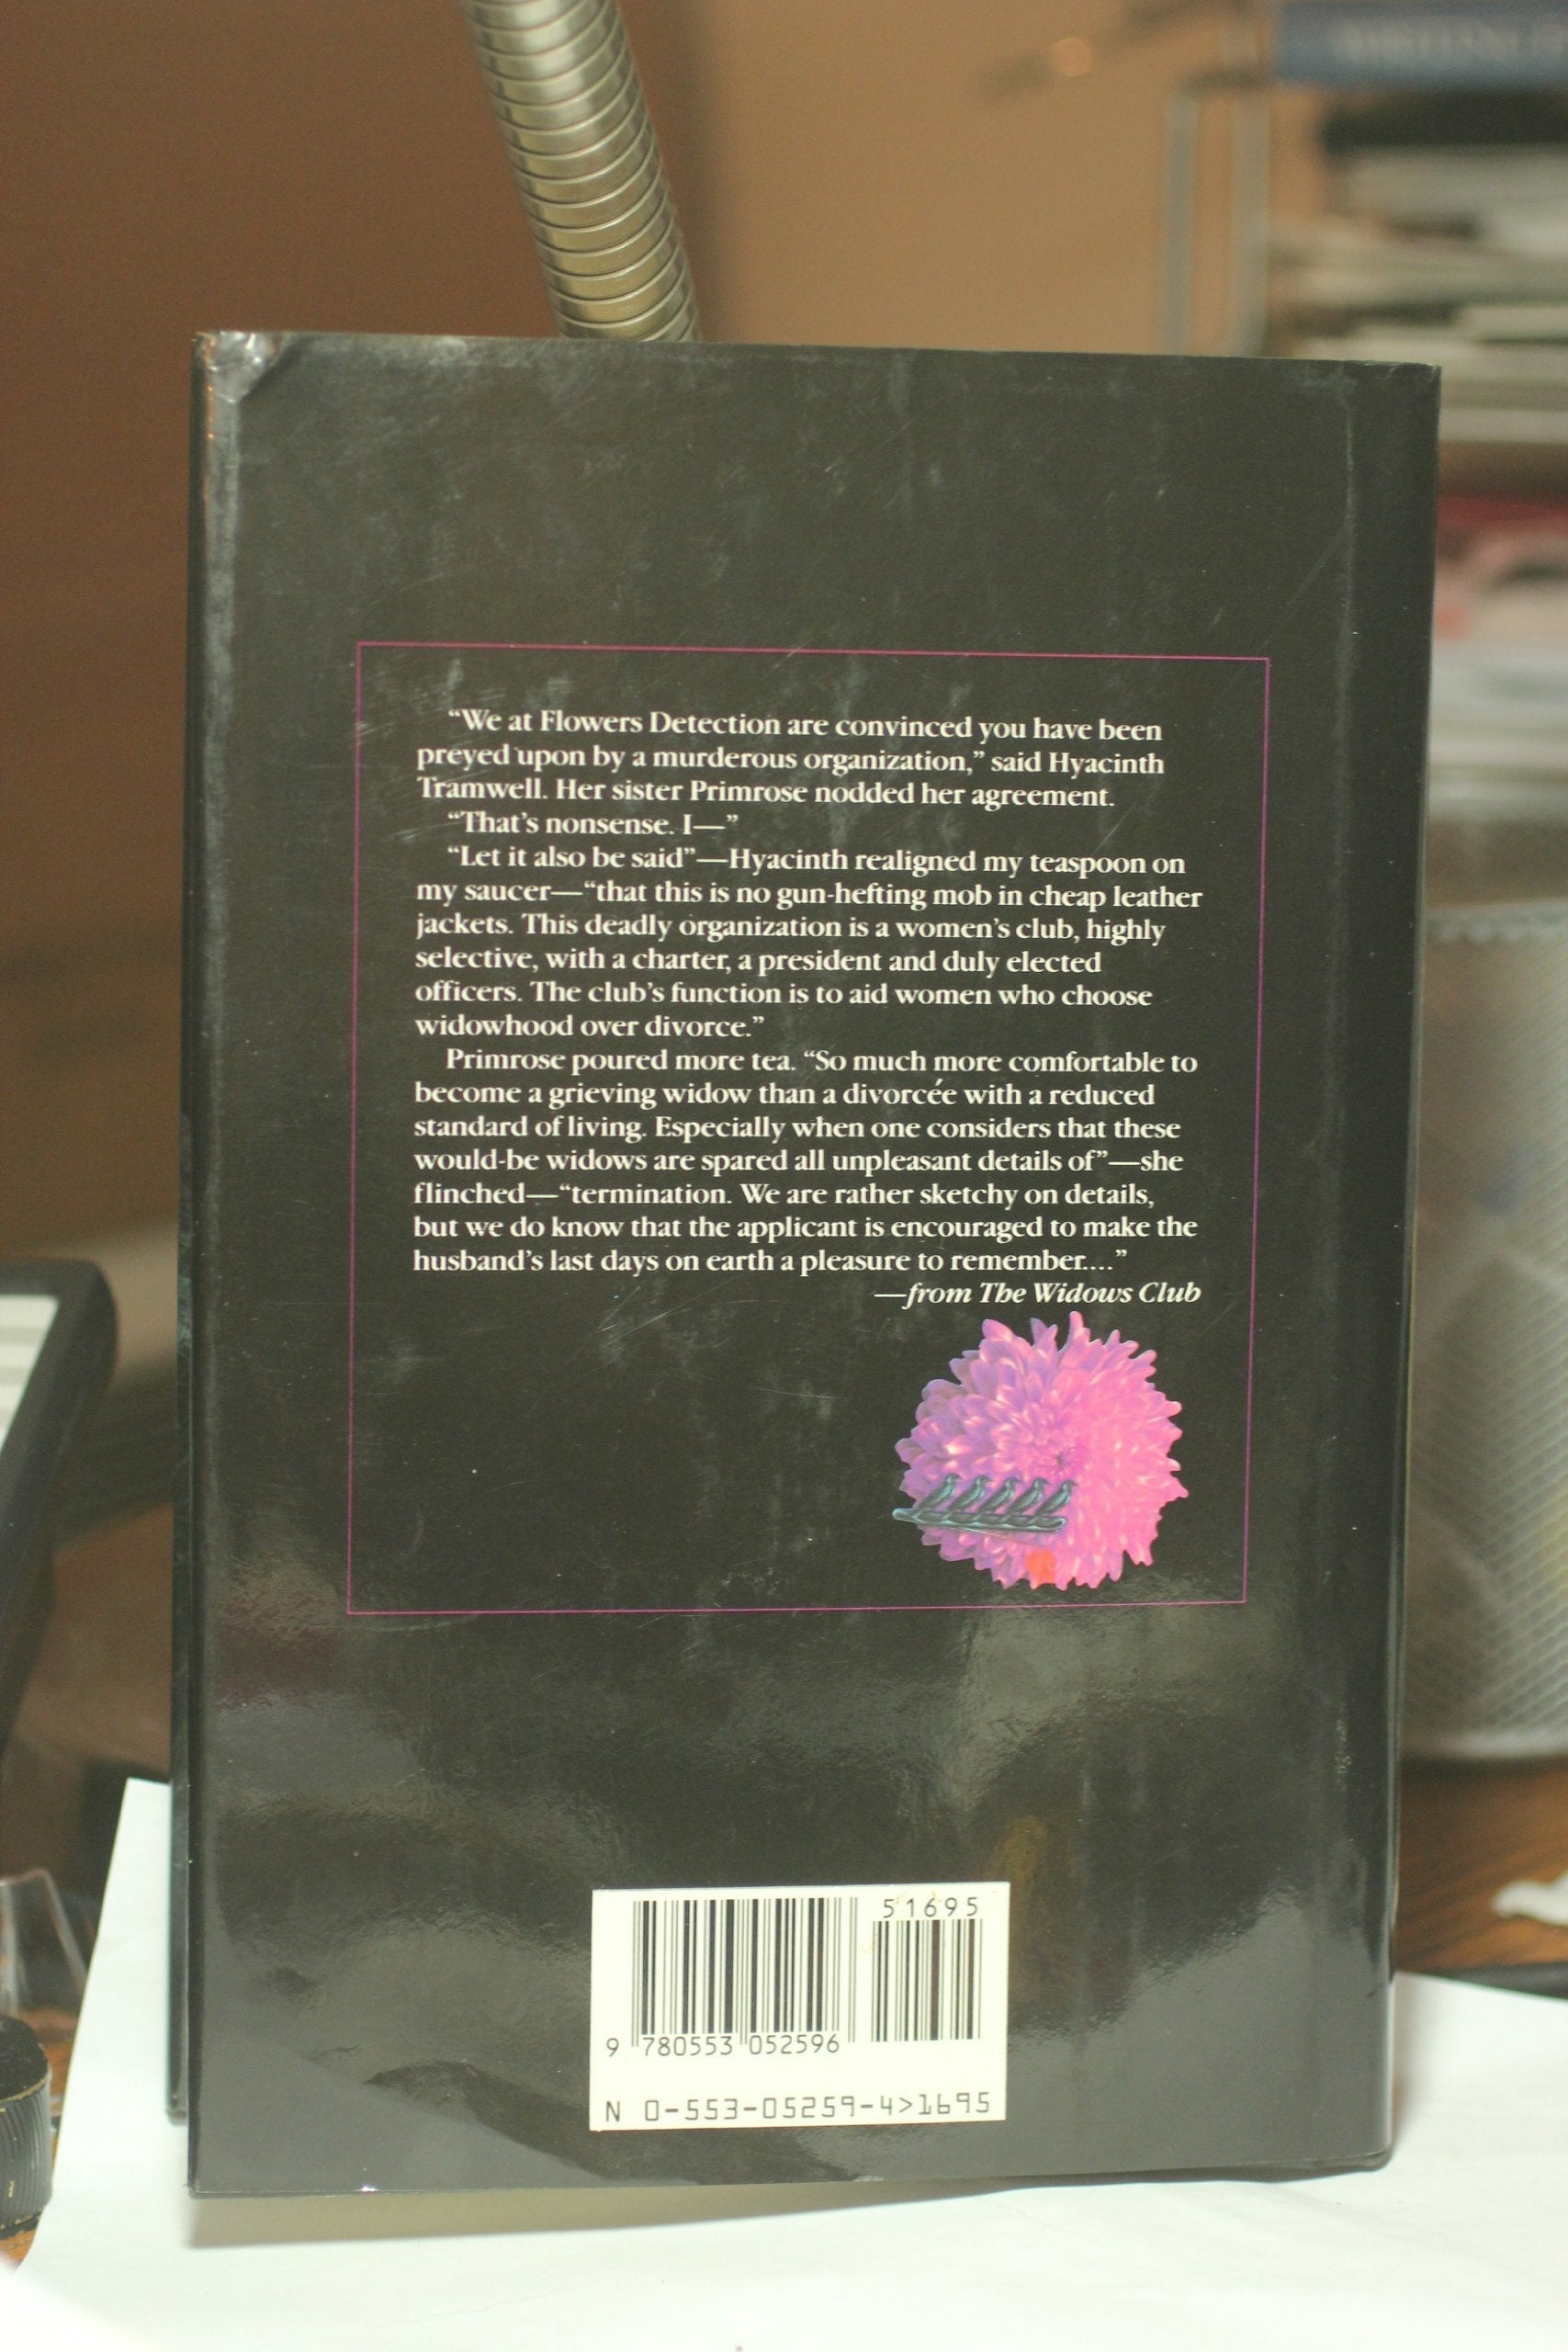 “We at Flowers Detection are convinced you have been
preyed upon by a murderous organization,” said Hyacinth
Tramwell. Her sister Primrose nodded her agreement.
“That’s nonsense. I—”
“Let it also be said”—Hyacinth realigned my teaspoon on
my saucer—“that this is no gun-hefting mob in cheap leather
jackets. This deadly organization is a women’s club, highly
selective, with a charter, a president and duly elected
officers. The club’s function is to aid women who choose
widowhood over divorce.”
Primrose poured more tea. “So much more comfortable to
become a grieving widow than a divorcée with a reduced
standard of living. Especially when one considers that these
would-be widows are spared all unpleasant details of”—she
flinched—“termination. We are rather sketchy on details,
but we do know that the applicant is encouraged to make the
husband’s last days on earth a pleasure to remember....”
—from The Widows Club
51695
9 780553 052596
N 0-553-05259-4>1695